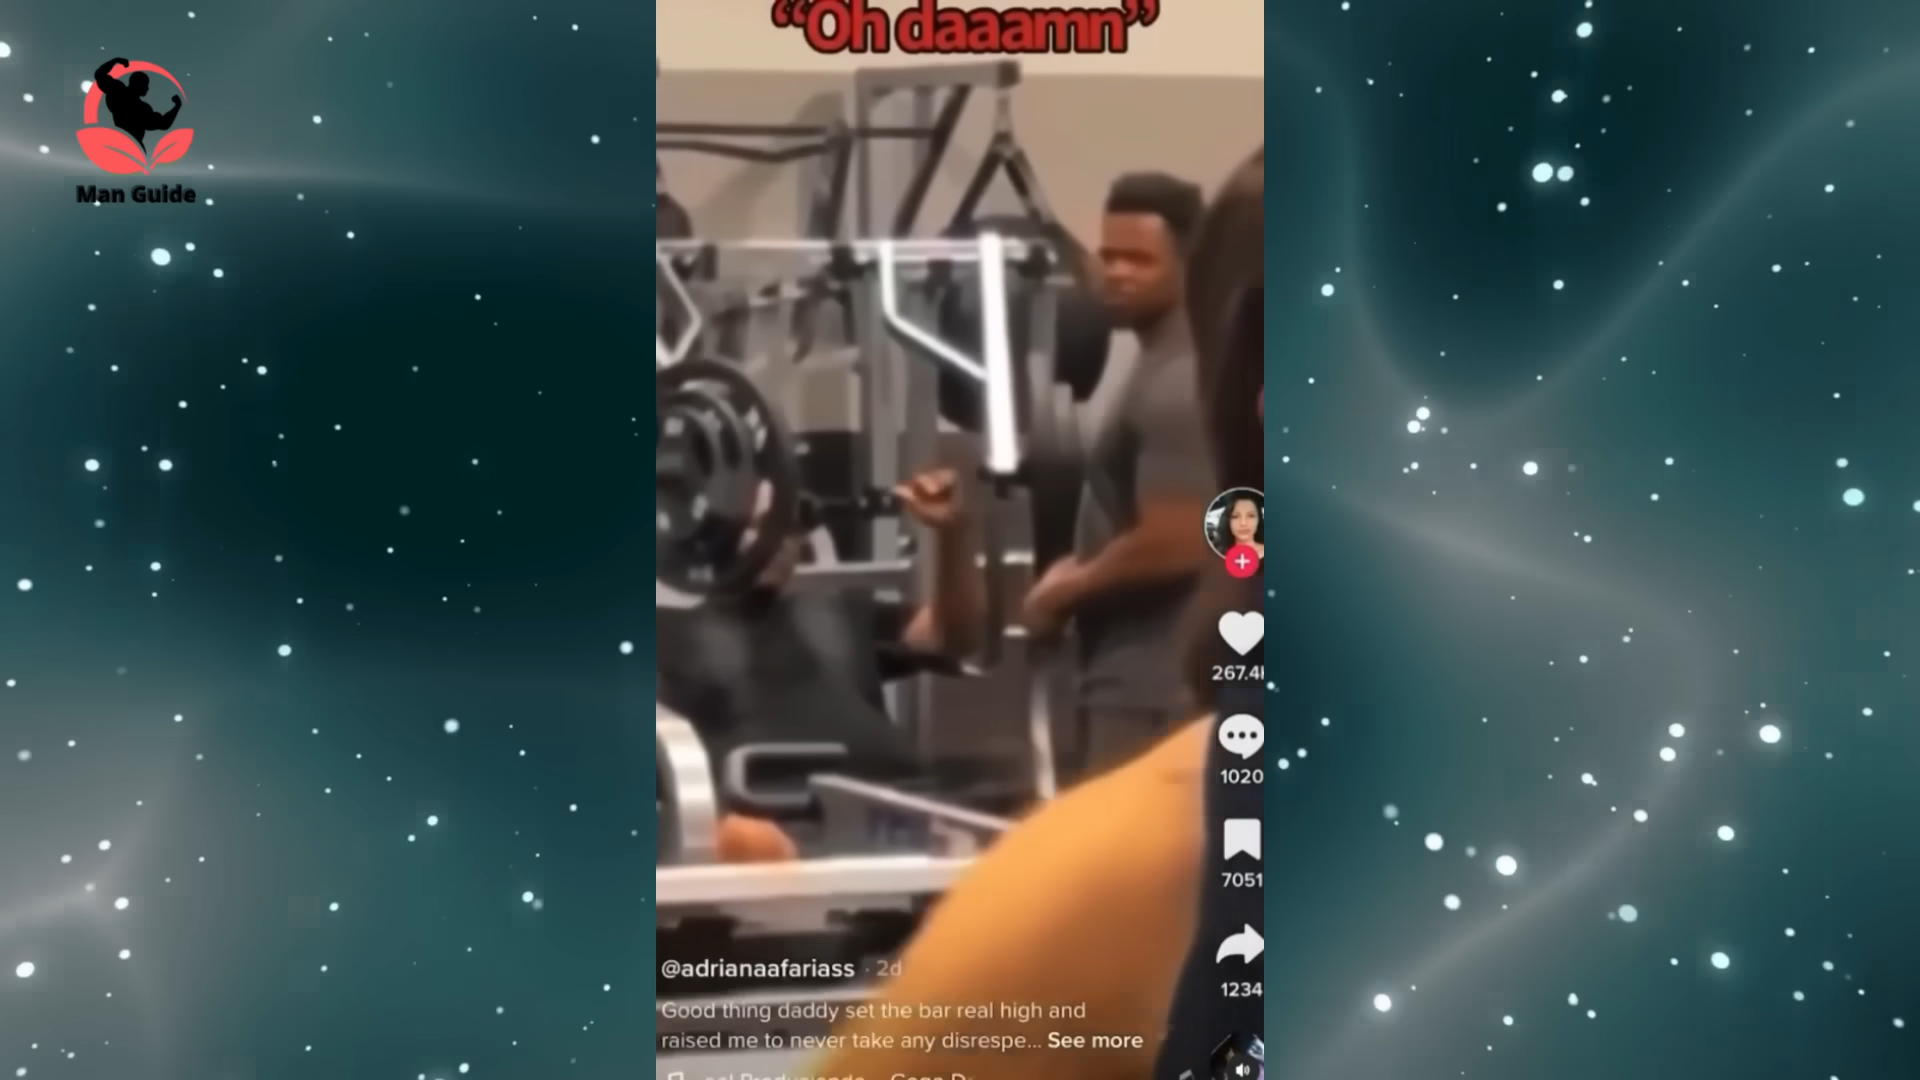 “Oh daaamn”
Man Guide
267.4
1020
7051
1234
@adrianaafariass · 2d
Good thing daddy set the bar real high and
raised me to never take any disrespe... See more